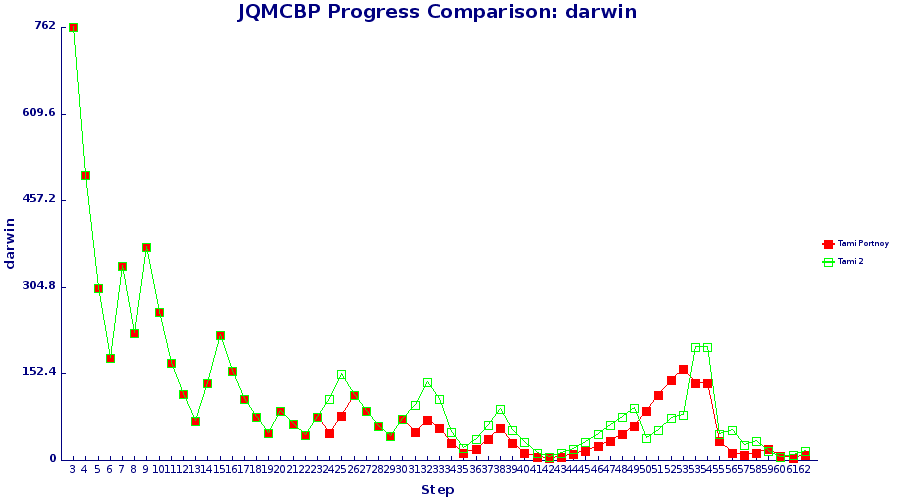 JQMCBP Progress Comparison: darwin
762
609.6
457.2
304.8
152.4
0
darwin
3 4 5 6 7 8 9 10 11 12 13 14 15 16 17 18 19 20 21 22 23 24 25 26 27 28 29 30 31 32 33 34 35 36 37 38 39 40 41 42 43 44 45 46 47 48 49 50 51 52 53 54 55 56 57 58 59 60 61 62
Step
Tami Portnoy
Tami 2